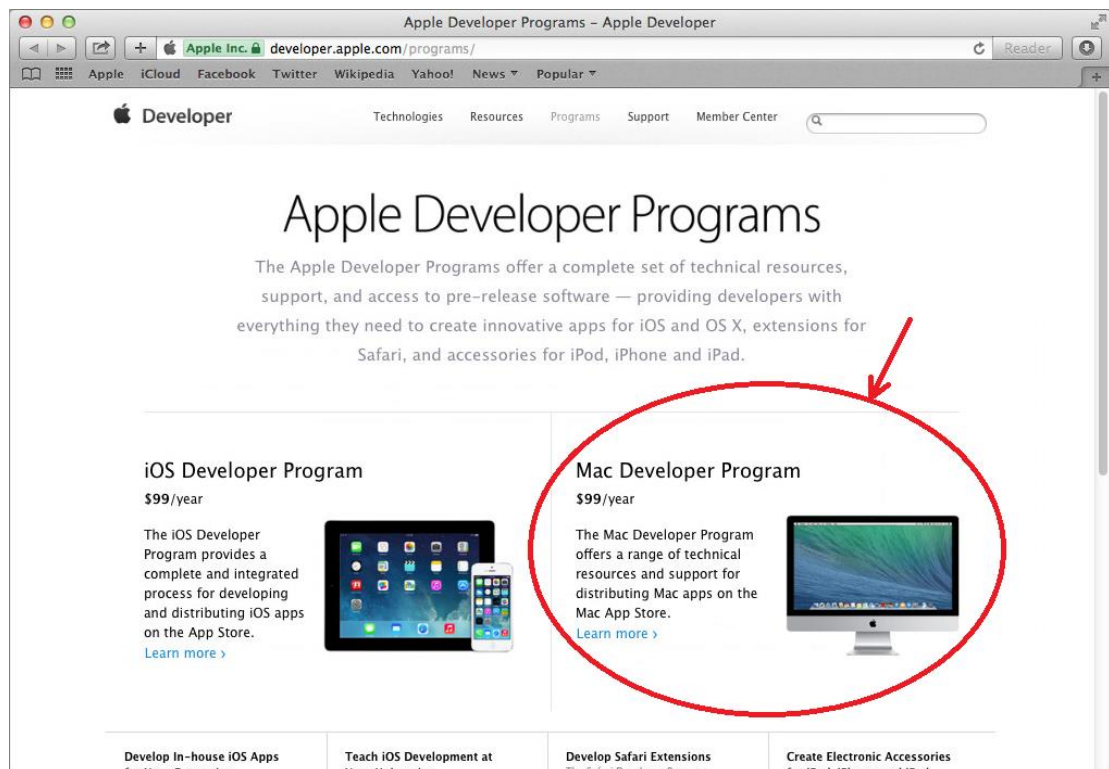 Apple Developer Programs – Apple Developer
Apple Inc. developer.apple.com/programs/ Reader
Apple iCloud Facebook Twitter Wikipedia Yahoo! News Popular
Developer Technologies Resources Programs Support Member Center
Apple Developer Programs
The Apple Developer Programs offer a complete set of technical resources,
support, and access to pre-release software — providing developers with
everything they need to create innovative apps for iOS and OS X, extensions for
Safari, and accessories for iPod, iPhone and iPad.
iOS Developer Program
$99/year
The iOS Developer
Program provides a
complete and integrated
process for developing
and distributing iOS apps
on the App Store.
Learn more ›
Mac Developer Program
$99/year
The Mac Developer Program
offers a range of technical
resources and support for
distributing Mac apps on the
Mac App Store.
Learn more ›
Develop In-house iOS Apps
Teach iOS Development at
Develop Safari Extensions
Create Electronic Accessories